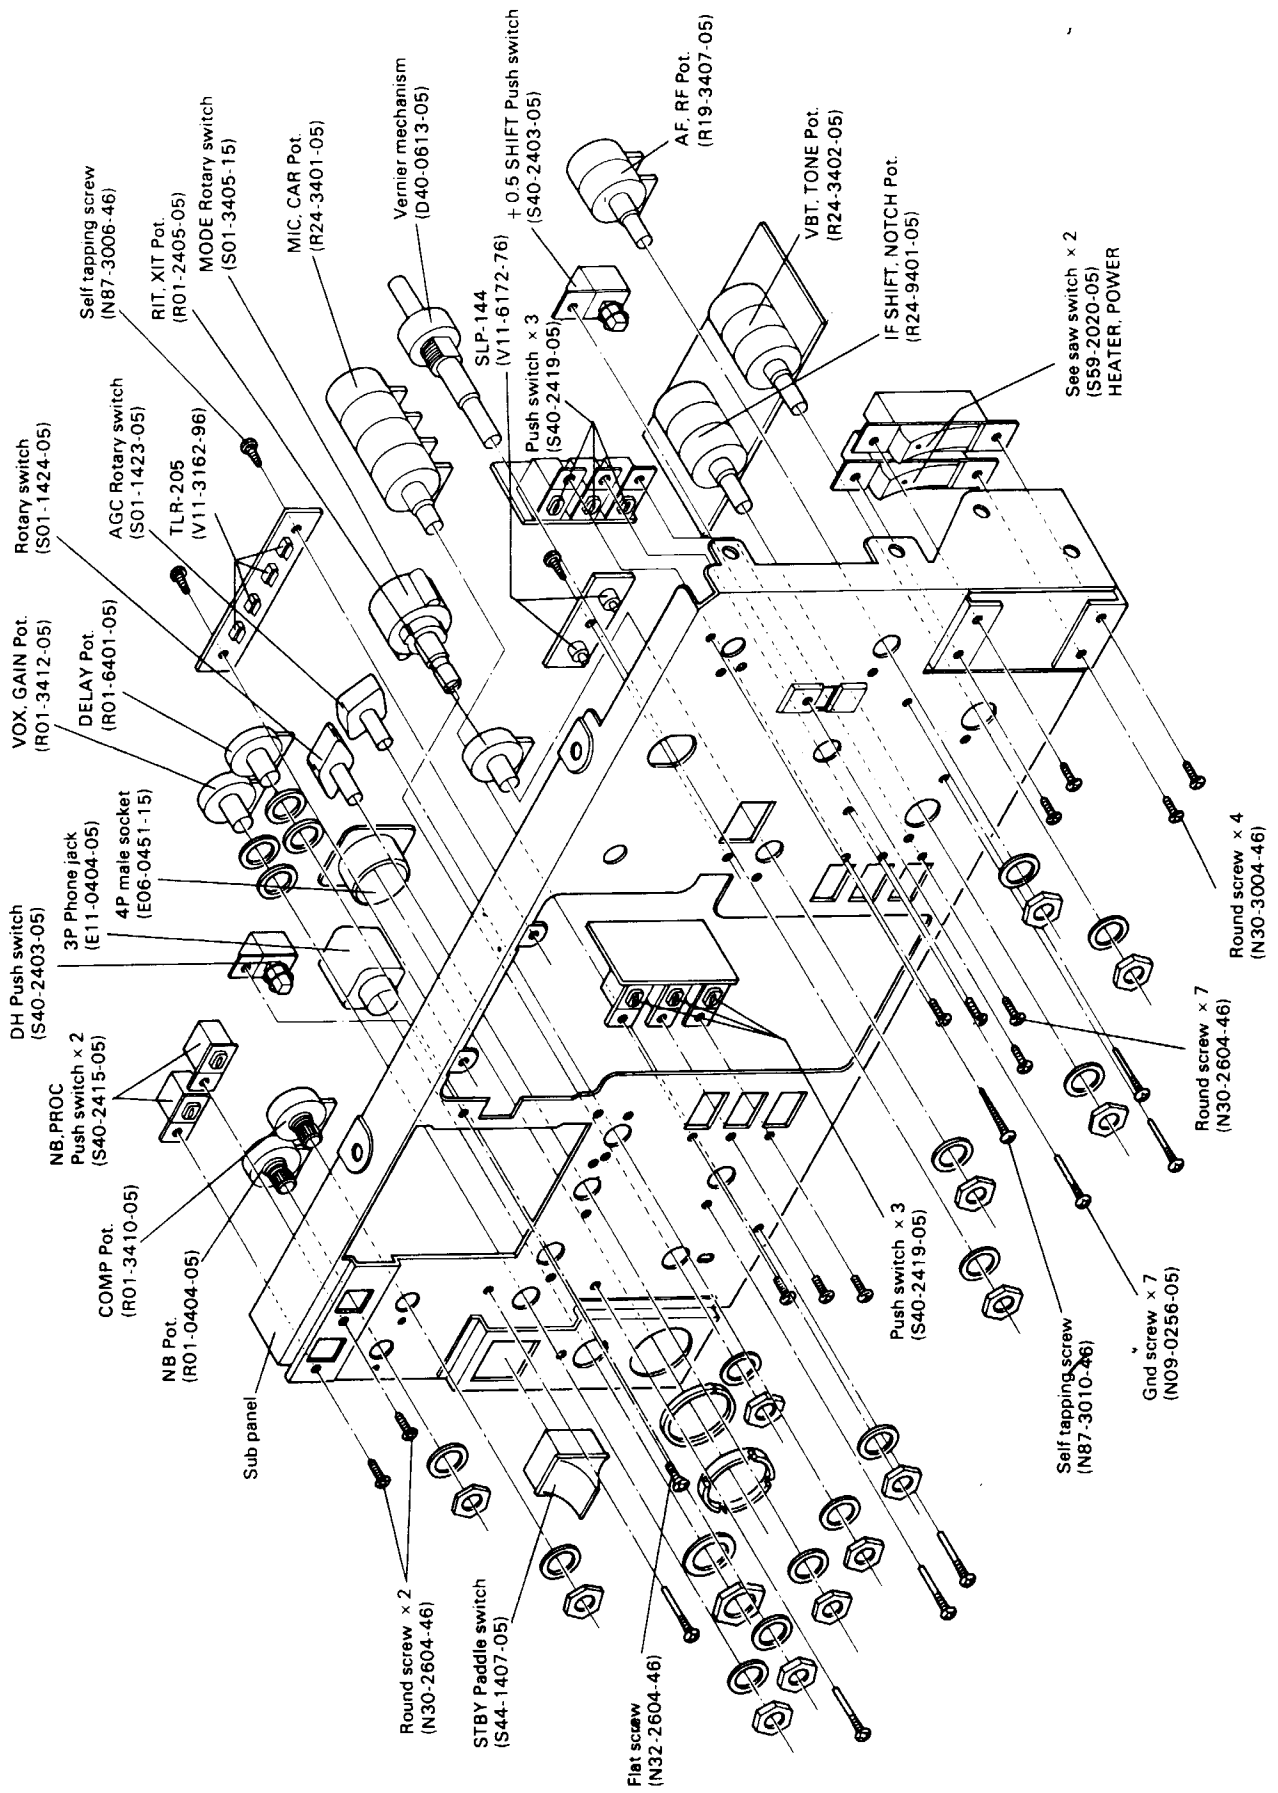 Rotary switch
(S01-1424-05)
AGC Rotary switch
(S01-1423-05)
TLR-205
(V11-3162-96)
Self tapping screw
(N87-3006-46)
RIT, XIT Pot.
(R01-2405-05)
MODE Rotary switch
(S01-3405-15)
MIC, CAR Pot.
(R24-3401-05)
Vernier mechanism
(D40-0613-05)
SLP-144
(V11-6172-76)
+ 0.5 SHIFT Push switch
(S40-2403-05)
Push switch × 3
(S40-2419-05)
AF, RF Pot.
(R19-3407-05)
VBT, TONE Pot.
(R24-3402-05)
IF SHIFT, NOTCH Pot.
(R24-9401-05)
See saw switch × 2
(S59-2020-05)
HEATER, POWER
VOX, GAIN Pot.
(R01-3412-05)
DELAY Pot.
(R01-6401-05)
DH Push switch
(S40-2403-05)
3P Phone jack
(E11-0404-05)
4P male socket
(E06-0451-15)
NB,PROC
Push switch × 2
(S40-2415-05)
COMP Pot.
(R01-3410-05)
NB Pot.
(R01-0404-05)
Sub panel
Round screw × 2
(N30-2604-46)
STBY Paddle switch
(S44-1407-05)
Flat screw
(N32-2604-46)
Push switch × 3
(S40-2419-05)
Self tapping screw
(N87-3010-46)
Gnd screw × 7
(N09-0256-05)
Round screw × 7
(N30-2604-46)
Round screw × 4
(N30-3004-46)